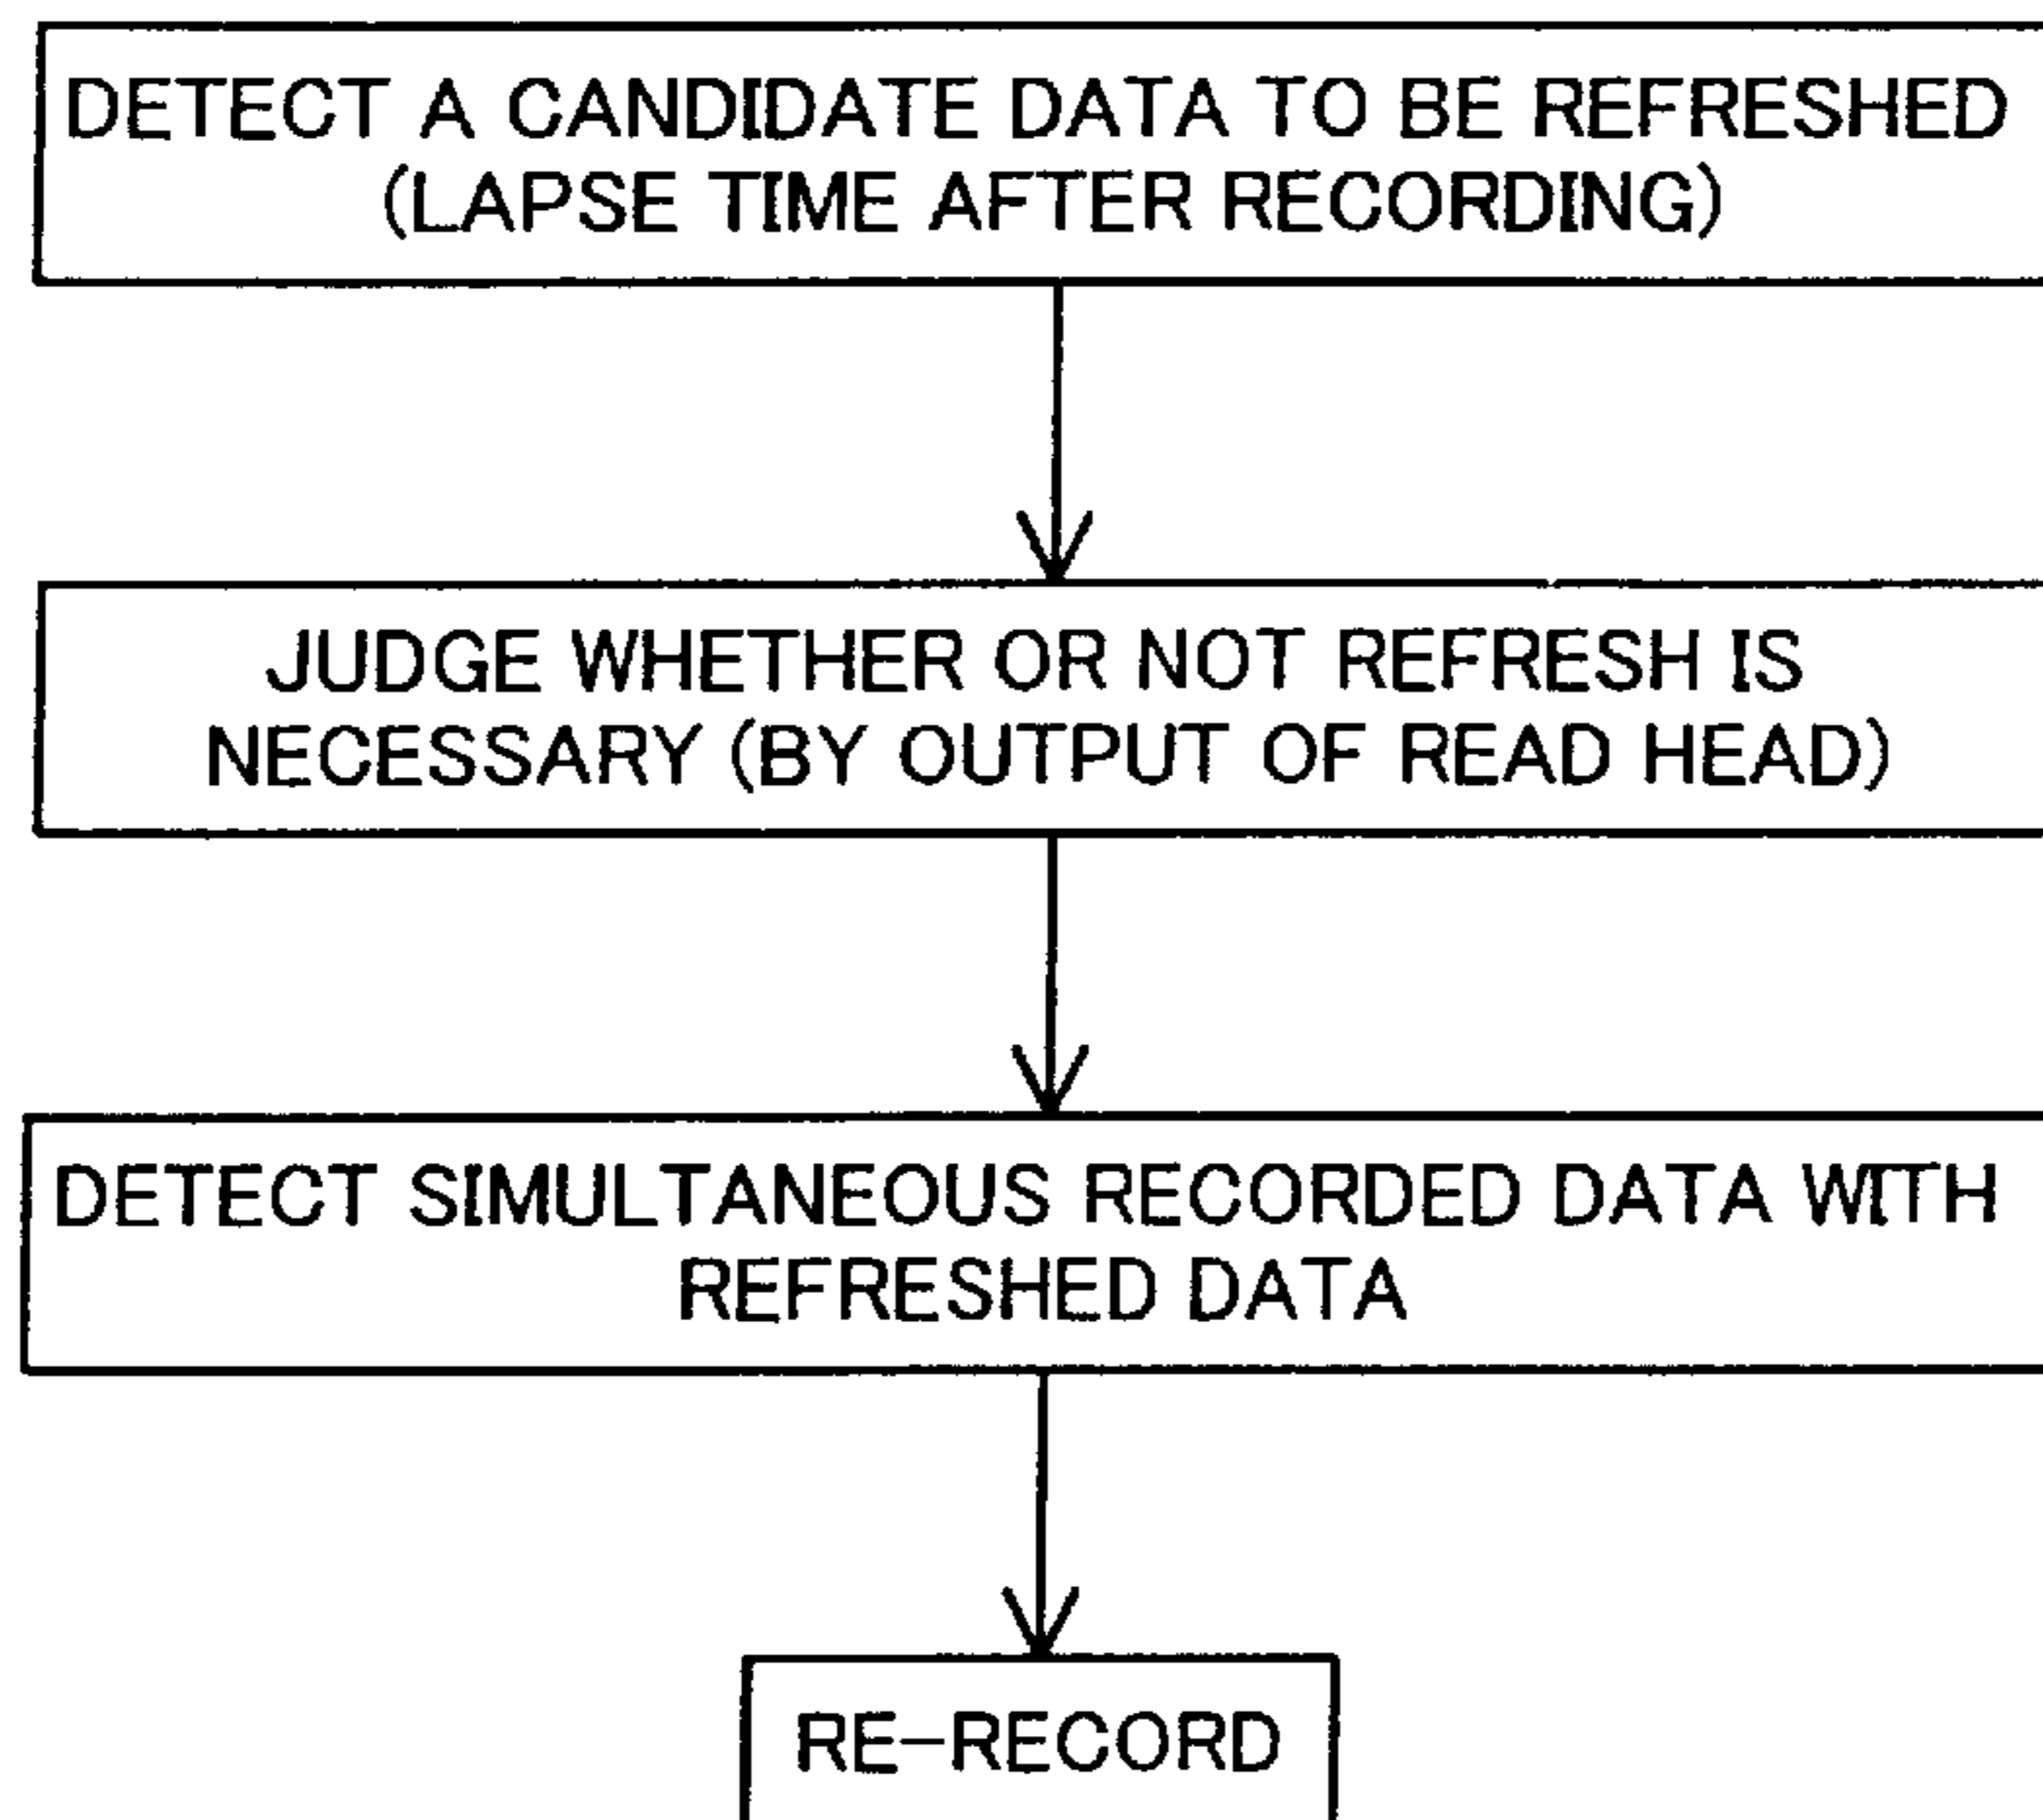 DETECT A CANDIDATE DATA TO BE REFRESHED
(LAPSE TIME AFTER RECORDING)
JUDGE WHETHER OR NOT REFRESH IS
NECESSARY (BY OUTPUT OF READ HEAD)
DETECT SIMULTANEOUS RECORDED DATA WITH
REFRESHED DATA
RE-RECORD